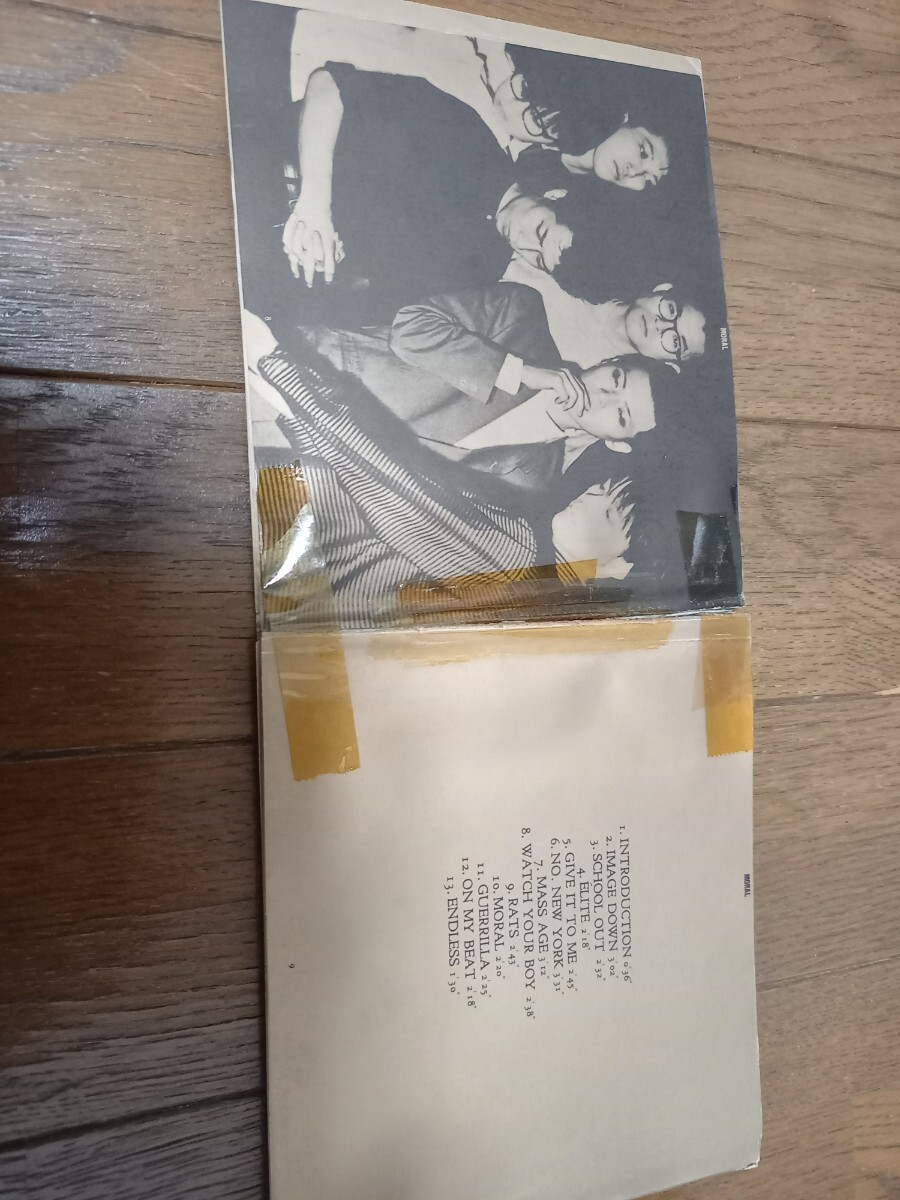 MORAL
8
MORAL
1. INTRODUCTION 0'36"
2. IMAGE DOWN 3'02"
3. SCHOOL OUT 2'32"
4. ELITE 2'18"
5. GIVE IT TO ME 2'45"
6. NO. NEW YORK 3'31"
7. MASS AGE 3'12"
8. WATCH YOUR BOY 2'38"
9. RATS 2'43"
10. MORAL 2'20"
11. GUERRILLA 2'25"
12. ON MY BEAT 2'18"
13. ENDLESS 1'30"
9